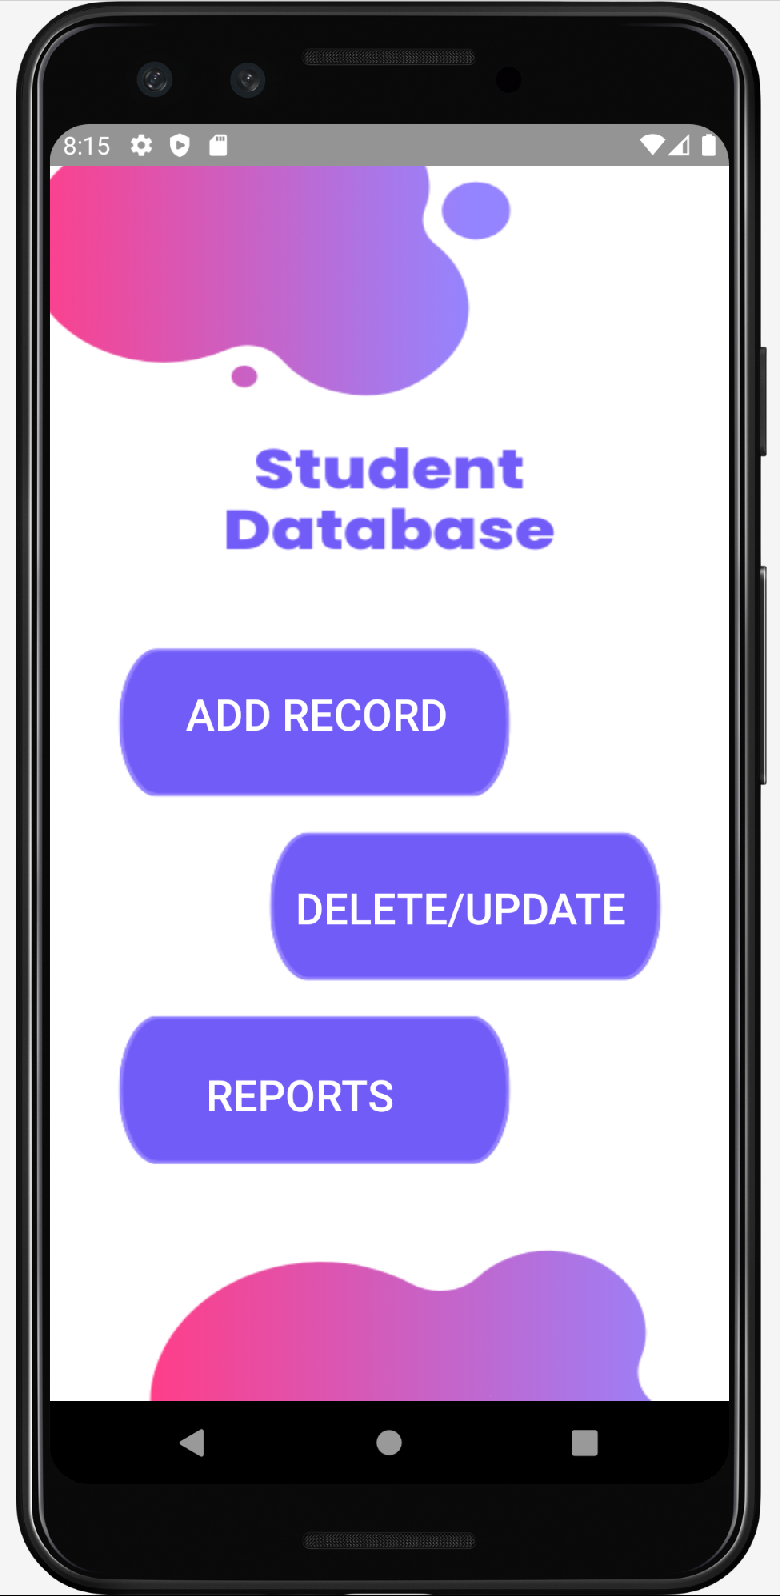 8:15
Student
Database
ADD RECORD
DELETE/UPDATE
REPORTS